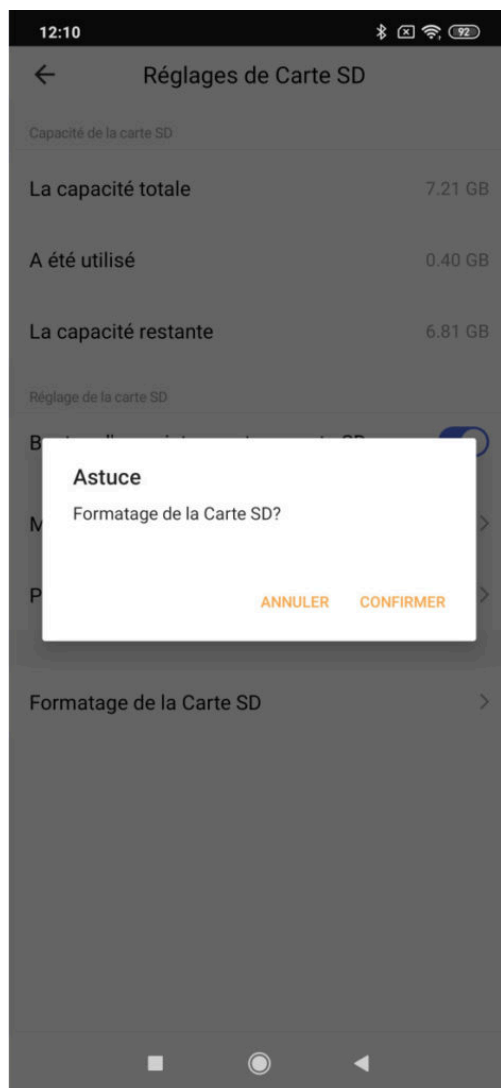 12:10
92
Réglages de Carte SD
Capacité de la carte SD
La capacité totale 7.21 GB
A été utilisé 0.40 GB
La capacité restante 6.81 GB
Réglage de la carte SD
Astuce
Formatage de la Carte SD?
ANNULER CONFIRMER
Formatage de la Carte SD